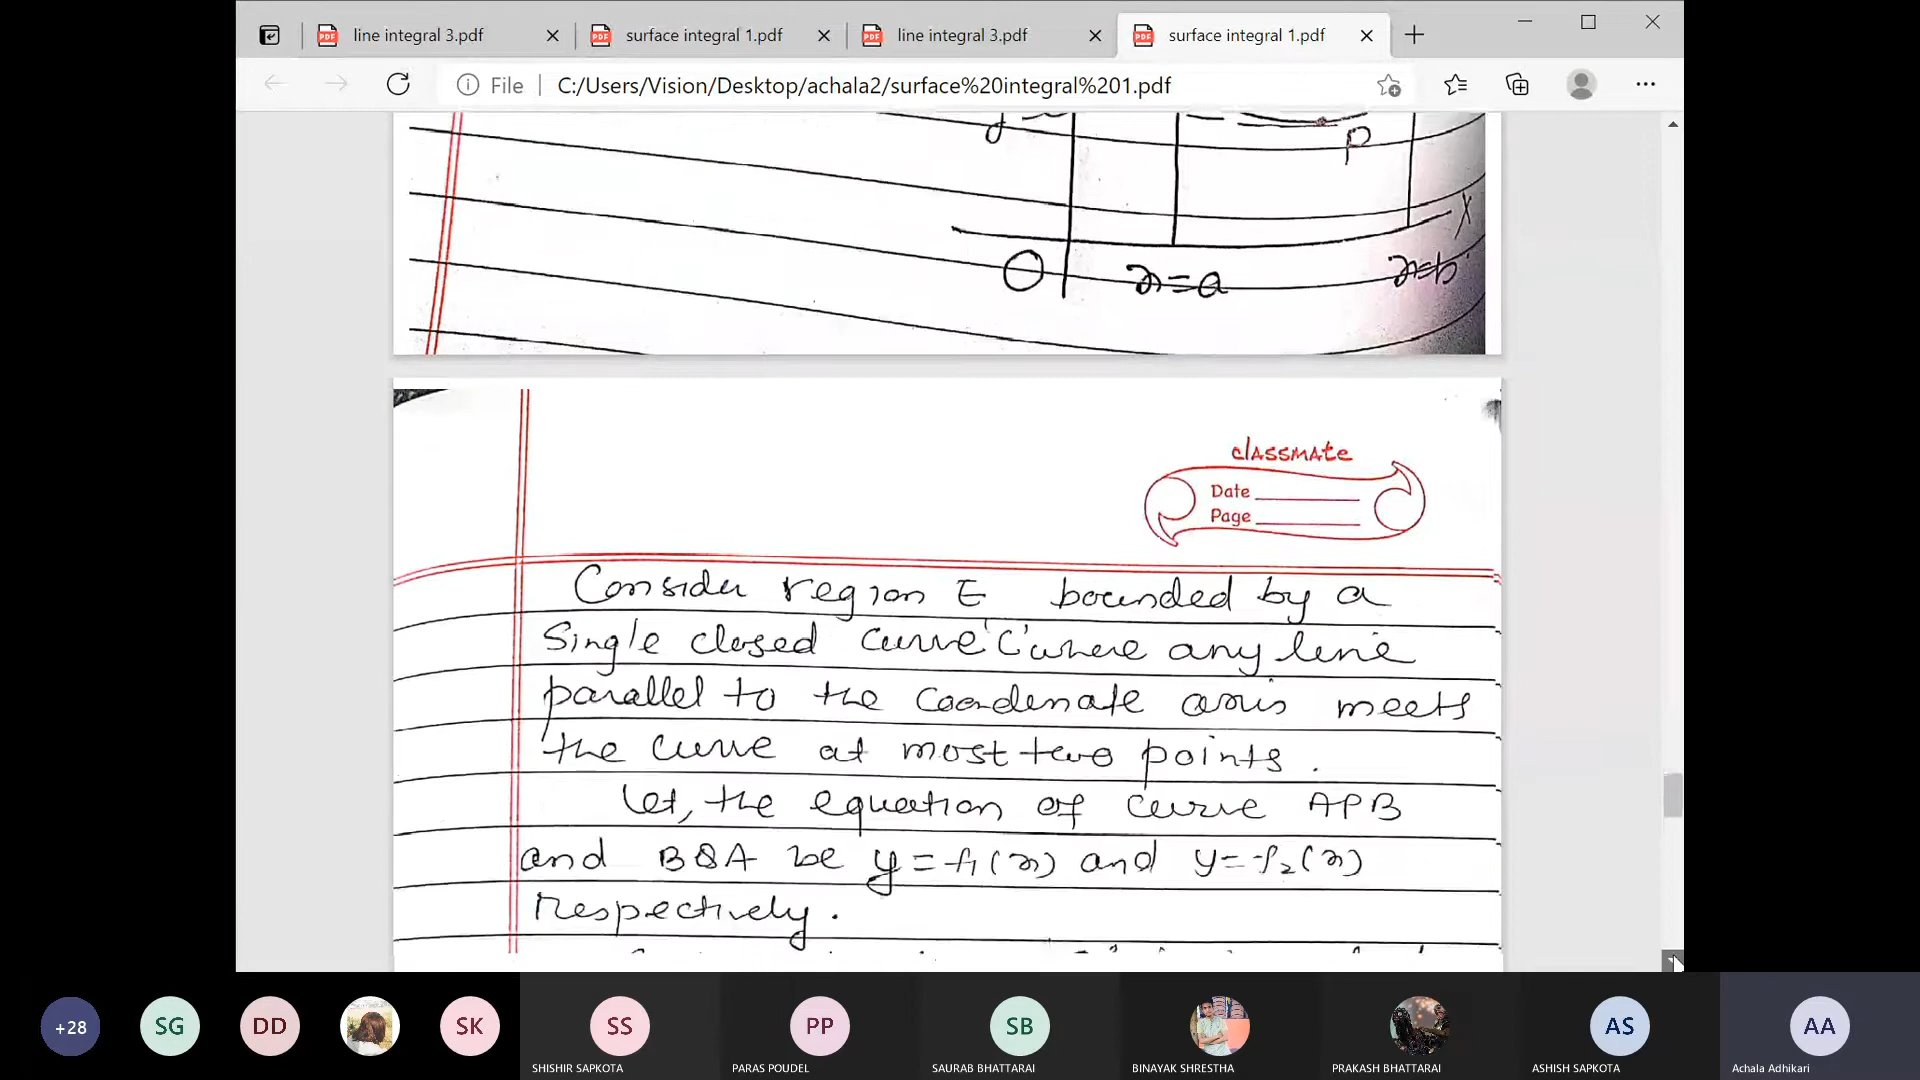 line integral 3.pdf
surface integral 1.pdf
line integral 3.pdf
surface integral 1.pdf
File
C:/Users/Vision/Desktop/achala2/surface%20integral%201.pdf
y=
P
X
O
x=a
x=b
classmate
Date
Page
Consider region E bounded by a
Single closed curve 'C' where any line
parallel to the coordenate axis meets
the curve at most two points.
Let, the equation of curve APB
and BQA be y=f1(x) and y=f2(x)
respectively.
+28
SG
DD
SK
SS
PP
SB
AS
AA
SHISHIR SAPKOTA
PARAS POUDEL
SAURAB BHATTARAI
BINAYAK SHRESTHA
PRAKASH BHATTARAI
ASHISH SAPKOTA
Achala Adhikari